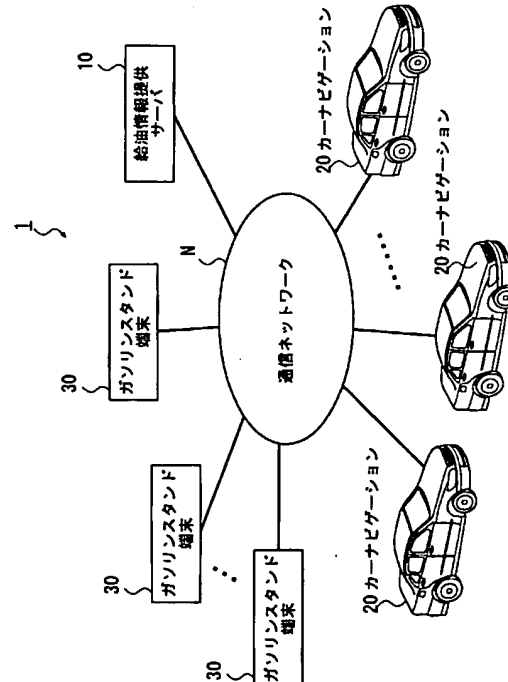 1
10
給油情報提供
サーバ
30
ガソリンスタンド
端末
30
ガソリンスタンド
端末
30
ガソリンスタンド
端末
N
通信ネットワーク
20 カーナビゲーション
20 カーナビゲーション
20 カーナビゲーション